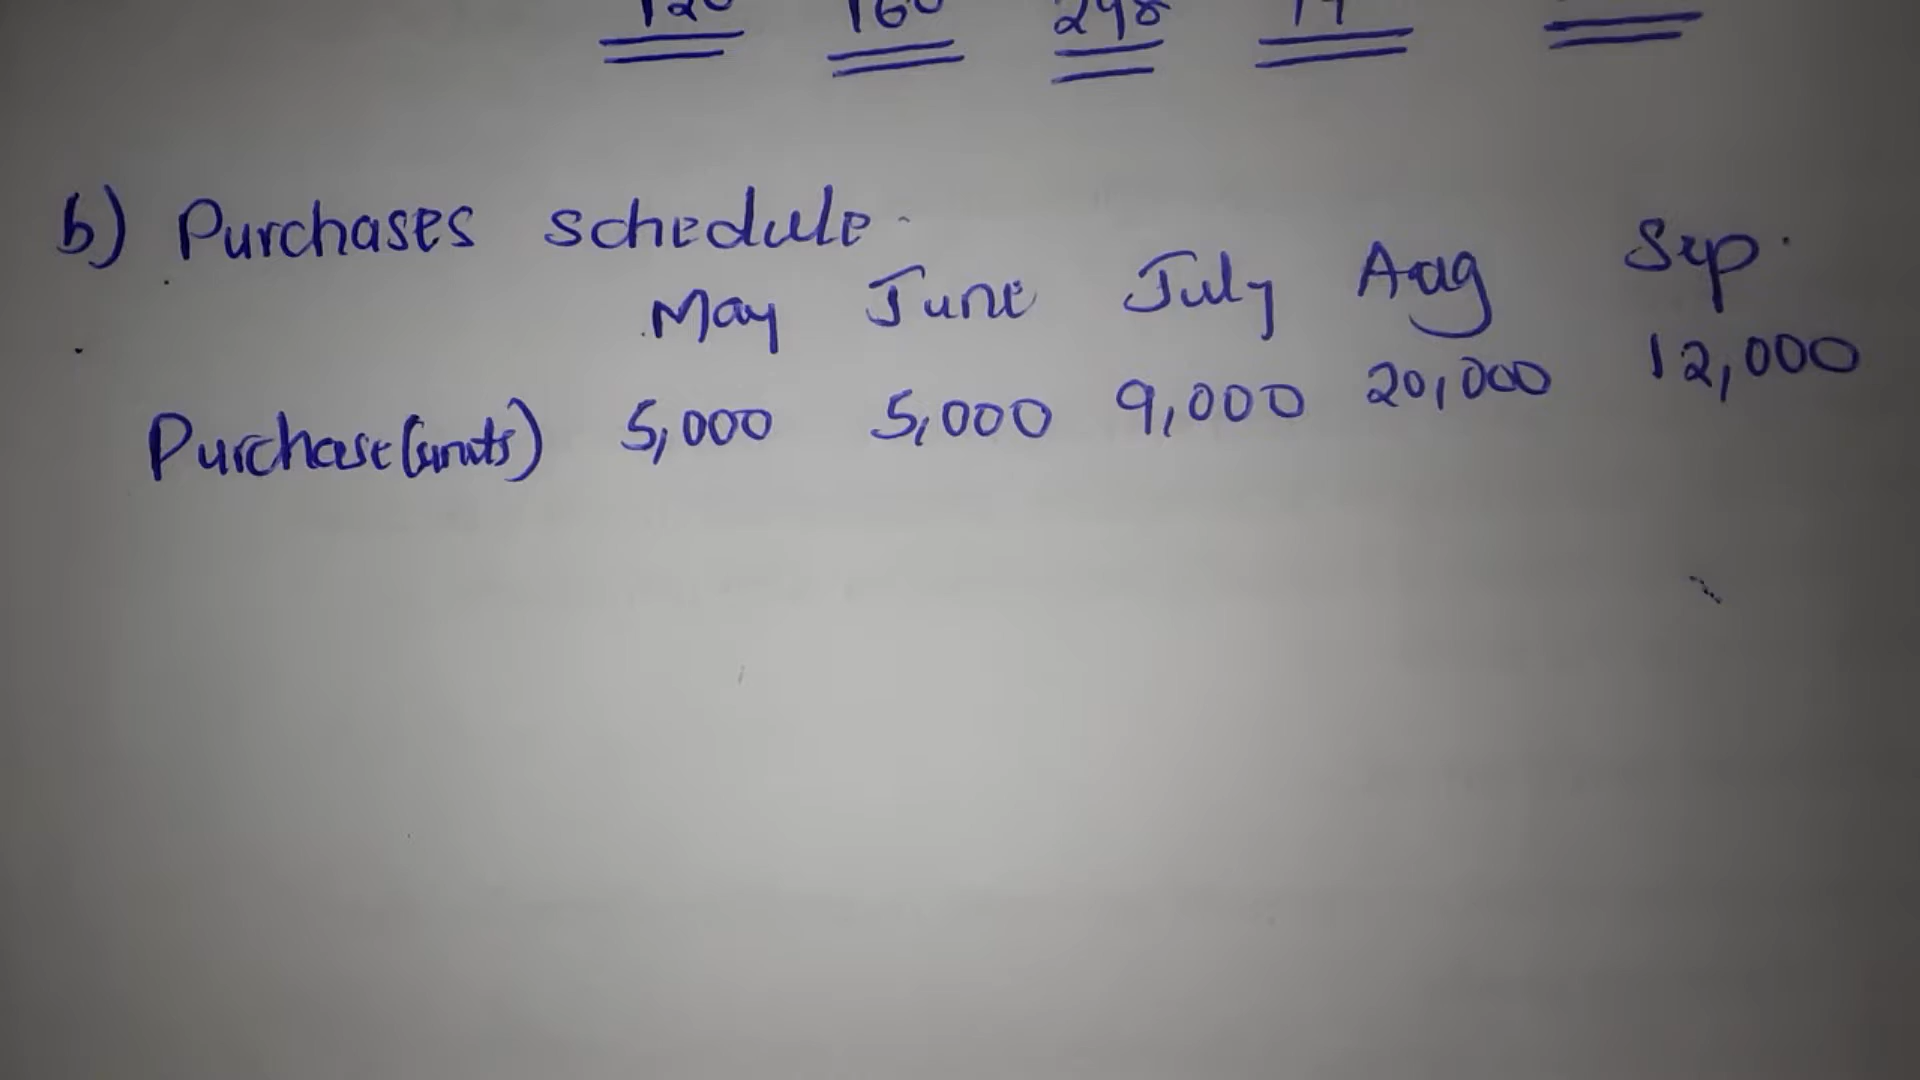 b) Purchases schedule.
May June July Aug Sep.
Purchase (units) 5,000 5,000 9,000 20,000 12,000